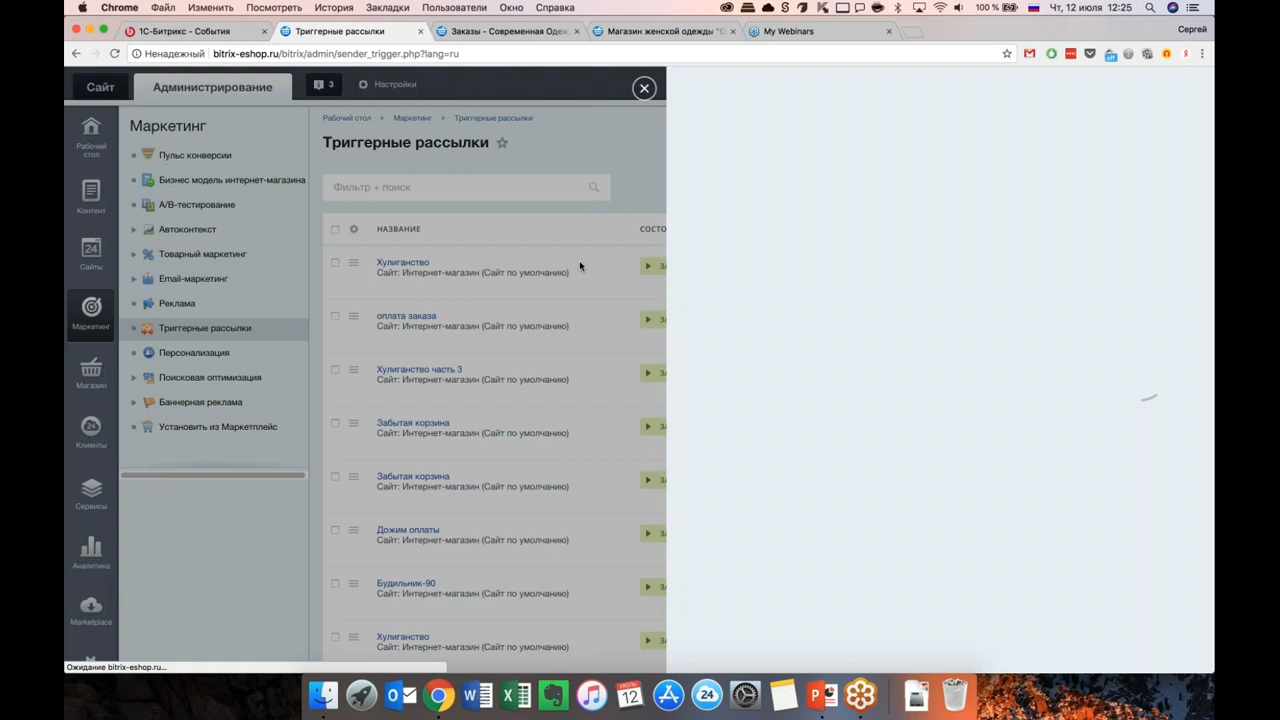 Chrome Файл Изменить Посмотреть История Закладки Пользователи Окно Справка 100 % Чт, 12 июля 12:25
1С-Битрикс - События
Триггерные рассылки
Заказы - Современная Одеж
Магазин женской одежды "О
My Webinars
Сергей
Ненадежный bitrix-eshop.ru/bitrix/admin/sender_trigger.php?lang=ru
Сайт Администрирование 3 Настройки
Рабочий стол
Контент
24
Сайты
Маркетинг
Магазин
24
Клиенты
Сервисы
Аналитика
Marketplace
Маркетинг
Пульс конверсии
Бизнес модель интернет-магазина
A/B-тестирование
Автоконтекст
Товарный маркетинг
Email-маркетинг
Реклама
Триггерные рассылки
Персонализация
Поисковая оптимизация
Баннерная реклама
Установить из Маркетплейс
Рабочий стол Маркетинг Триггерные рассылки
Триггерные рассылки
Фильтр + поиск
НАЗВАНИЕ СОСТО
Хулиганство
Сайт: Интернет-магазин (Сайт по умолчанию)
оплата заказа
Сайт: Интернет-магазин (Сайт по умолчанию)
Хулиганство часть 3
Сайт: Интернет-магазин (Сайт по умолчанию)
Забытая корзина
Сайт: Интернет-магазин (Сайт по умолчанию)
Забытая корзина
Сайт: Интернет-магазин (Сайт по умолчанию)
Дожим оплаты
Сайт: Интернет-магазин (Сайт по умолчанию)
Будильник-90
Сайт: Интернет-магазин (Сайт по умолчанию)
Хулиганство
Сайт: Интернет-магазин (Сайт по умолчанию)
Ожидание bitrix-eshop.ru...
12
24